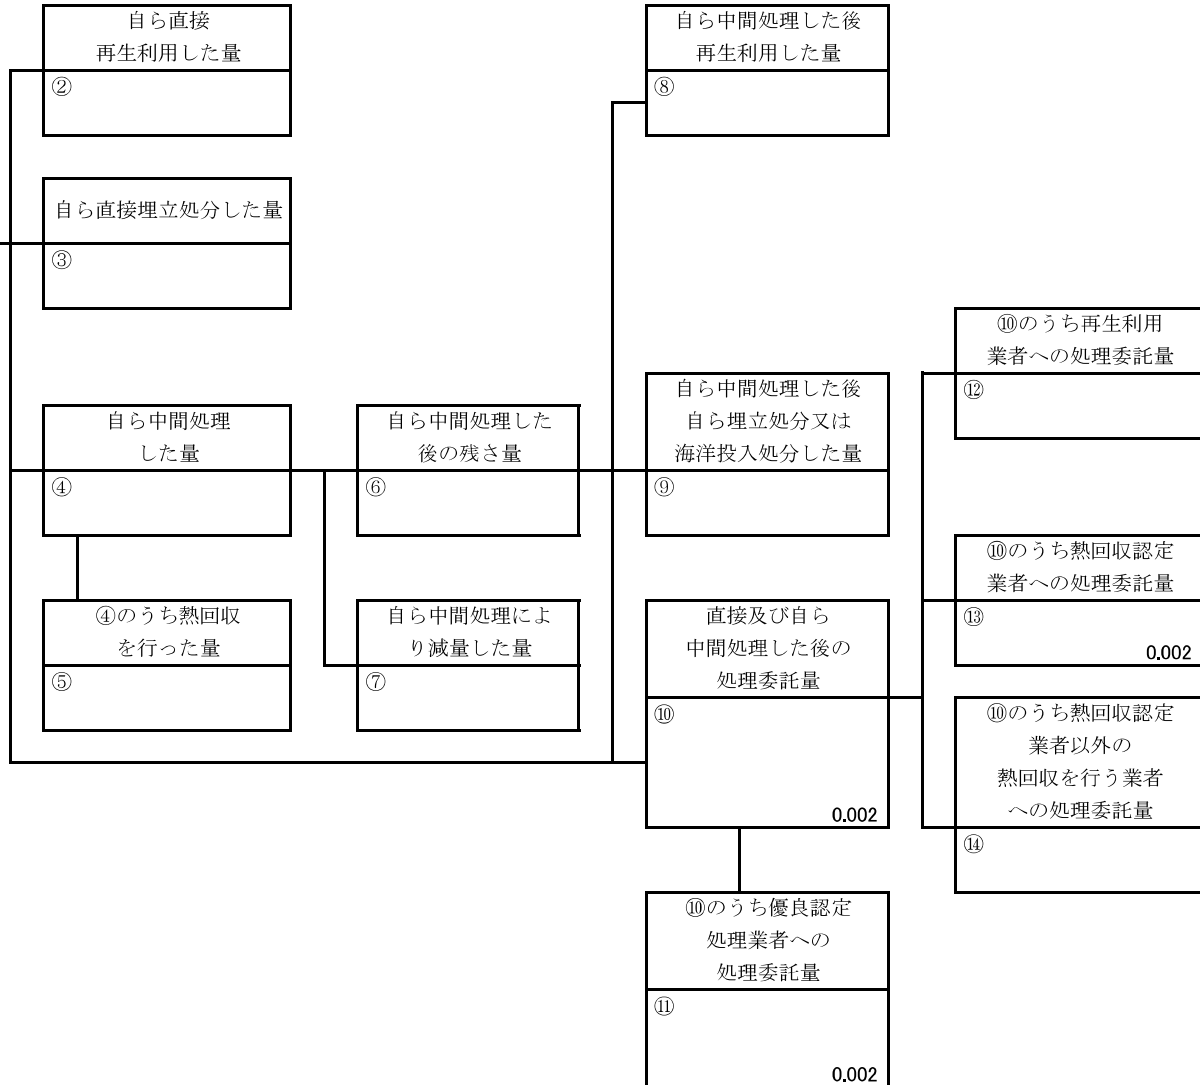 自ら直接
再生利用した量
②
自ら直接埋立処分した量
③
自ら中間処理
した量
④
④のうち熱回収
を行った量
⑤
自ら中間処理した
後の残さ量
⑥
自ら中間処理によ
り減量した量
⑦
自ら中間処理した後
再生利用した量
⑧
自ら中間処理した後
自ら埋立処分又は
海洋投入処分した量
⑨
直接及び自ら
中間処理した後の
処理委託量
⑩
0.002
⑩のうち優良認定
処理業者への
処理委託量
⑪
0.002
⑩のうち再生利用
業者への処理委託量
⑫
⑩のうち熱回収認定
業者への処理委託量
⑬
0.002
⑩のうち熱回収認定
業者以外の
熱回収を行う業者
への処理委託量
⑭